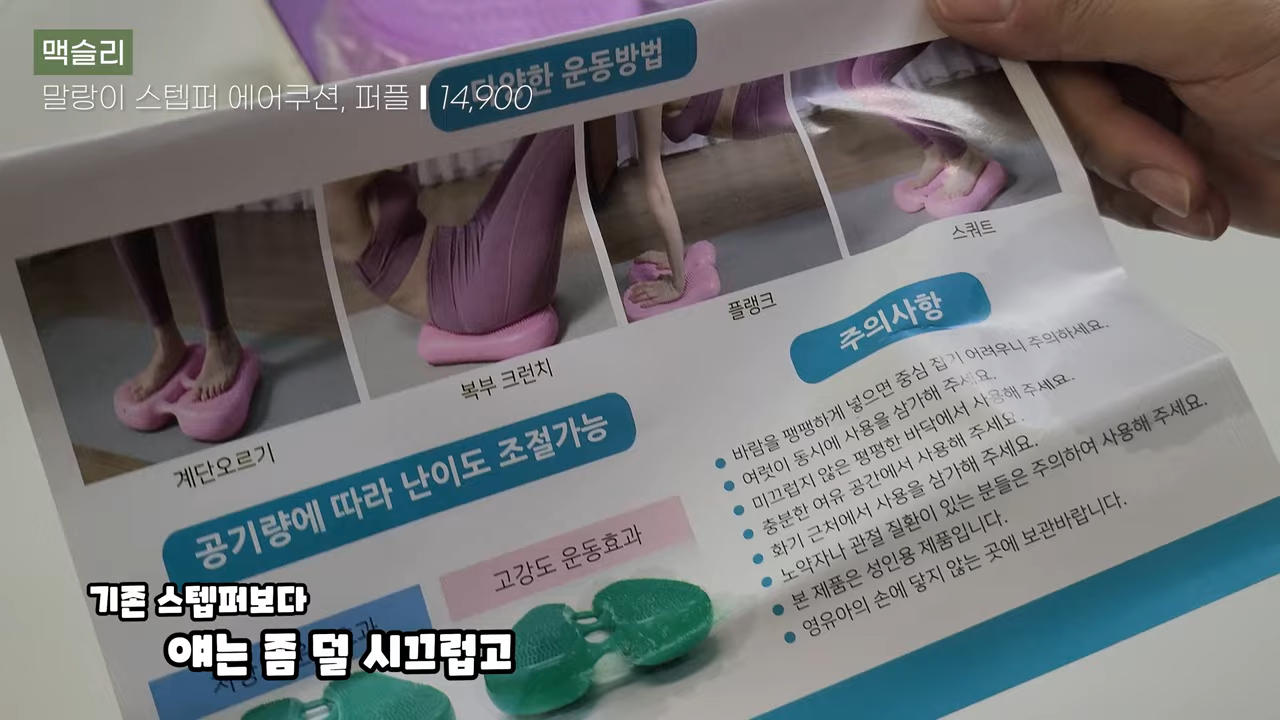 맥슬리
말랑이 스텝퍼 에어쿠션, 퍼플 | 14,900
다양한 운동방법
계단오르기
복부 크런치
플랭크
스쿼트
주의사항
바람을 팽팽하게 넣으면 중심 잡기 어려우니 주의하세요.
여럿이 동시에 사용을 삼가해 주세요.
미끄럽지 않은 평평한 바닥에서 사용해 주세요.
충분한 여유 공간에서 사용해 주세요.
화기 근처에서 사용을 삼가해 주세요.
노약자나 관절 질환이 있는 분들은 주의하여 사용해 주세요.
본 제품은 성인용 제품입니다.
영유아의 손에 닿지 않는 곳에 보관바랍니다.
공기량에 따라 난이도 조절가능
고강도 운동효과
기존 스텝퍼보다
얘는 좀 덜 시끄럽고